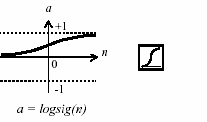 a
+1
n
0
-1
a = logsig(n)